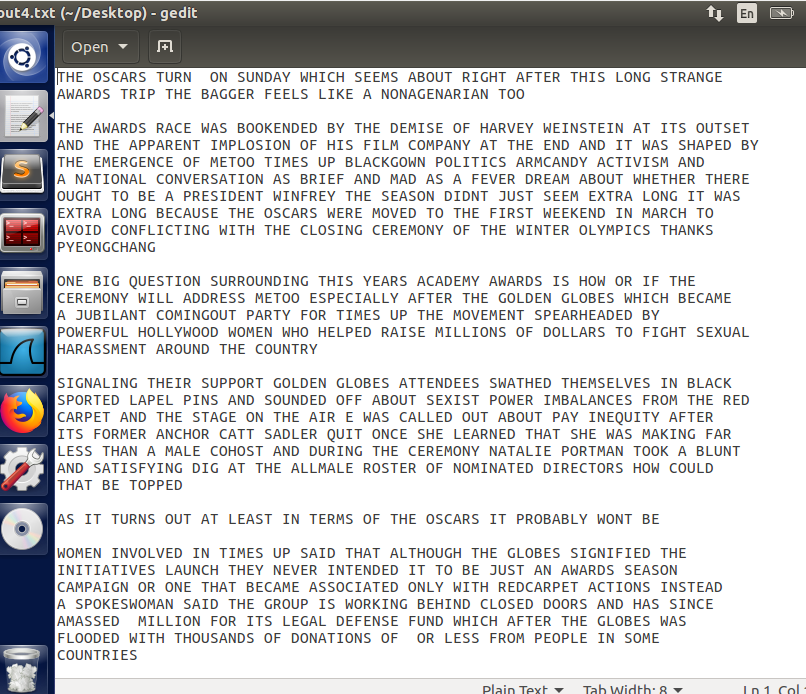 out4.txt (~/Desktop) - gedit
En
Open
THE OSCARS TURN  ON SUNDAY WHICH SEEMS ABOUT RIGHT AFTER THIS LONG STRANGE
AWARDS TRIP THE BAGGER FEELS LIKE A NONAGENARIAN TOO
THE AWARDS RACE WAS BOOKENDED BY THE DEMISE OF HARVEY WEINSTEIN AT ITS OUTSET
AND THE APPARENT IMPLOSION OF HIS FILM COMPANY AT THE END AND IT WAS SHAPED BY
THE EMERGENCE OF METOO TIMES UP BLACKGOWN POLITICS ARMCANDY ACTIVISM AND
A NATIONAL CONVERSATION AS BRIEF AND MAD AS A FEVER DREAM ABOUT WHETHER THERE
OUGHT TO BE A PRESIDENT WINFREY THE SEASON DIDNT JUST SEEM EXTRA LONG IT WAS
EXTRA LONG BECAUSE THE OSCARS WERE MOVED TO THE FIRST WEEKEND IN MARCH TO
AVOID CONFLICTING WITH THE CLOSING CEREMONY OF THE WINTER OLYMPICS THANKS
PYEONGCHANG
ONE BIG QUESTION SURROUNDING THIS YEARS ACADEMY AWARDS IS HOW OR IF THE
CEREMONY WILL ADDRESS METOO ESPECIALLY AFTER THE GOLDEN GLOBES WHICH BECAME
A JUBILANT COMINGOUT PARTY FOR TIMES UP THE MOVEMENT SPEARHEADED BY
POWERFUL HOLLYWOOD WOMEN WHO HELPED RAISE MILLIONS OF DOLLARS TO FIGHT SEXUAL
HARASSMENT AROUND THE COUNTRY
SIGNALING THEIR SUPPORT GOLDEN GLOBES ATTENDEES SWATHED THEMSELVES IN BLACK
SPORTED LAPEL PINS AND SOUNDED OFF ABOUT SEXIST POWER IMBALANCES FROM THE RED
CARPET AND THE STAGE ON THE AIR E WAS CALLED OUT ABOUT PAY INEQUITY AFTER
ITS FORMER ANCHOR CATT SADLER QUIT ONCE SHE LEARNED THAT SHE WAS MAKING FAR
LESS THAN A MALE COHOST AND DURING THE CEREMONY NATALIE PORTMAN TOOK A BLUNT
AND SATISFYING DIG AT THE ALLMALE ROSTER OF NOMINATED DIRECTORS HOW COULD
THAT BE TOPPED
AS IT TURNS OUT AT LEAST IN TERMS OF THE OSCARS IT PROBABLY WONT BE
WOMEN INVOLVED IN TIMES UP SAID THAT ALTHOUGH THE GLOBES SIGNIFIED THE
INITIATIVES LAUNCH THEY NEVER INTENDED IT TO BE JUST AN AWARDS SEASON
CAMPAIGN OR ONE THAT BECAME ASSOCIATED ONLY WITH REDCARPET ACTIONS INSTEAD
A SPOKESWOMAN SAID THE GROUP IS WORKING BEHIND CLOSED DOORS AND HAS SINCE
AMASSED  MILLION FOR ITS LEGAL DEFENSE FUND WHICH AFTER THE GLOBES WAS
FLOODED WITH THOUSANDS OF DONATIONS OF  OR LESS FROM PEOPLE IN SOME
COUNTRIES
Plain Text Tab Width: 8 Ln 1, Col